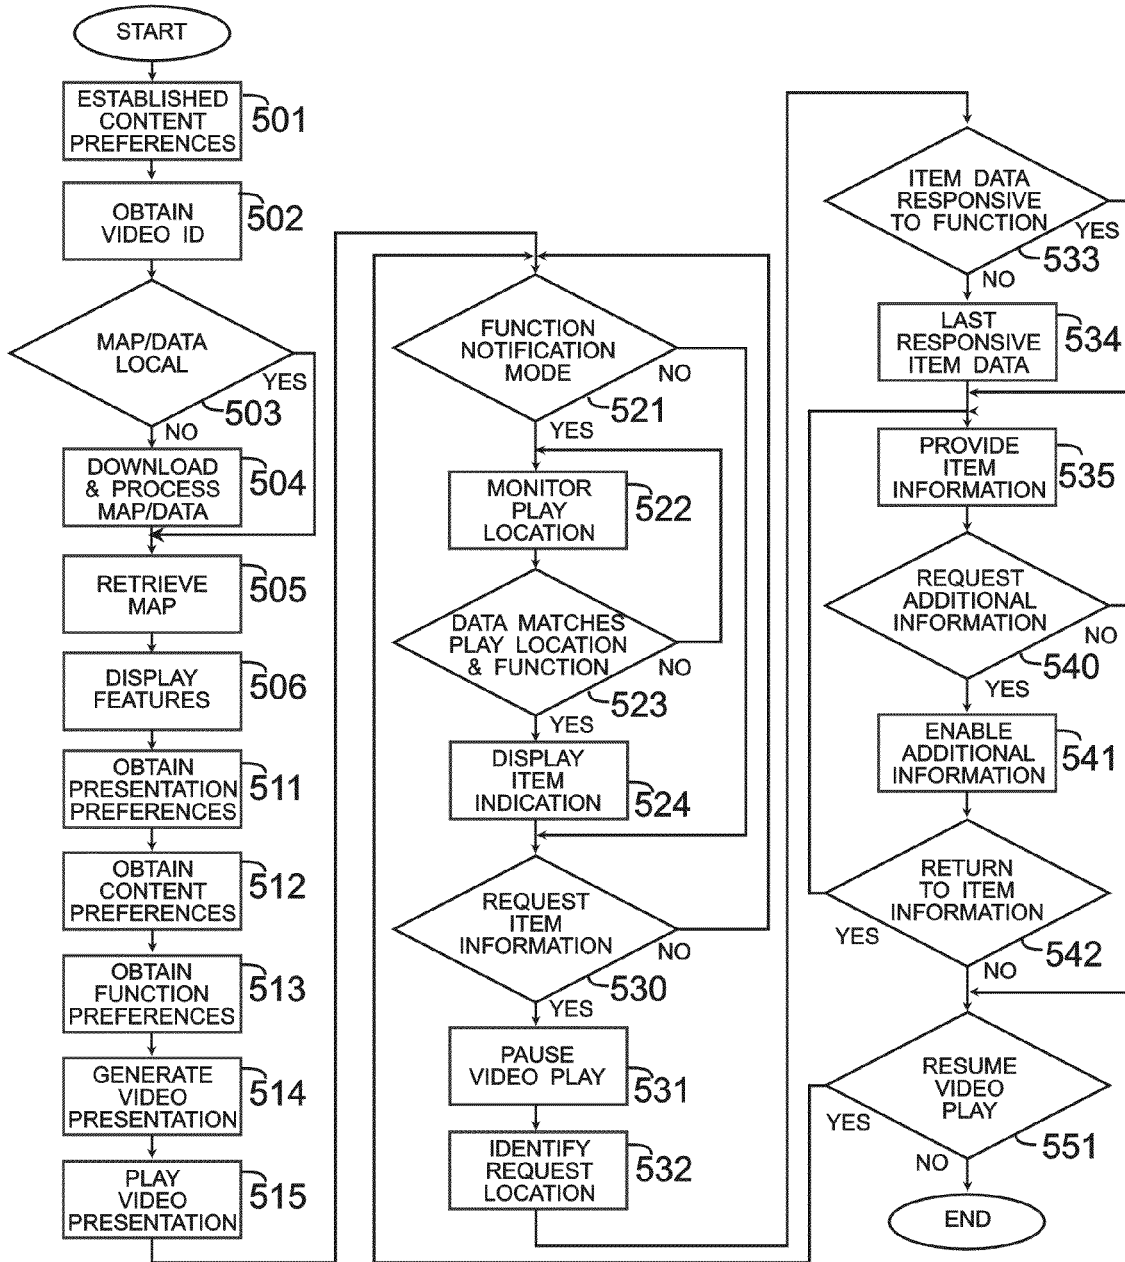 START
ESTABLISHED
CONTENT
PREFERENCES
501
OBTAIN
VIDEO ID
502
MAP/DATA
LOCAL
YES
503
NO
DOWNLOAD
& PROCESS
MAP/DATA
504
RETRIEVE
MAP
505
DISPLAY
FEATURES
506
OBTAIN
PRESENTATION
PREFERENCES
511
OBTAIN
CONTENT
PREFERENCES
512
OBTAIN
FUNCTION
PREFERENCES
513
GENERATE
VIDEO
PRESENTATION
514
PLAY
VIDEO
PRESENTATION
515
FUNCTION
NOTIFICATION
MODE
NO
521
YES
MONITOR
PLAY
LOCATION
522
DATA MATCHES
PLAY LOCATION
& FUNCTION
NO
523
YES
DISPLAY
ITEM
INDICATION
524
REQUEST
ITEM
INFORMATION
NO
530
YES
PAUSE
VIDEO PLAY
531
IDENTIFY
REQUEST
LOCATION
532
ITEM DATA
RESPONSIVE
TO FUNCTION
YES
533
NO
LAST
RESPONSIVE
ITEM DATA
534
PROVIDE
ITEM
INFORMATION
535
REQUEST
ADDITIONAL
INFORMATION
NO
540
YES
ENABLE
ADDITIONAL
INFORMATION
541
RETURN
TO ITEM
INFORMATION
YES
542
NO
RESUME
VIDEO
PLAY
YES
551
NO
END